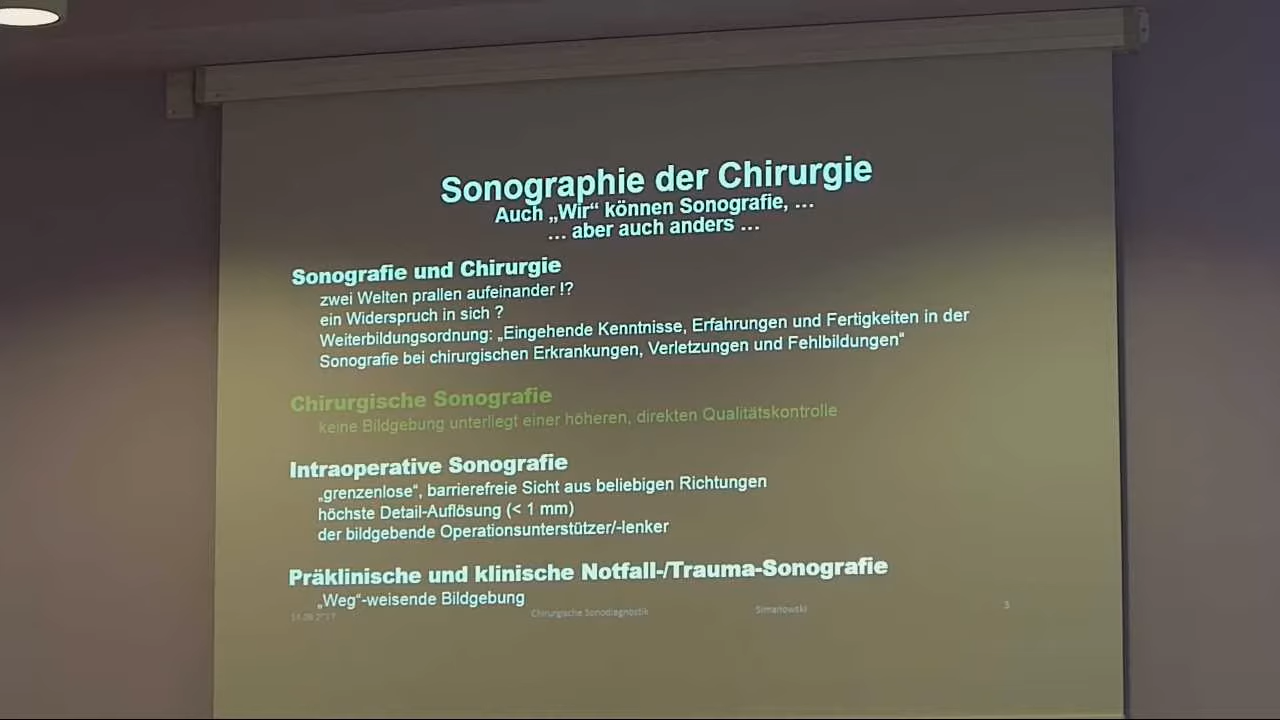 Sonographie der Chirurgie
Auch „Wir“ können Sonografie, …
… aber auch anders …
Sonografie und Chirurgie
zwei Welten prallen aufeinander !?
ein Widerspruch in sich ?
Weiterbildungsordnung: „Eingehende Kenntnisse, Erfahrungen und Fertigkeiten in der
Sonografie bei chirurgischen Erkrankungen, Verletzungen und Fehlbildungen“
Chirurgische Sonografie
keine Bildgebung unterliegt einer höheren, direkten Qualitätskontrolle
Intraoperative Sonografie
„grenzenlose“, barrierefreie Sicht aus beliebigen Richtungen
höchste Detail-Auflösung (< 1 mm)
der bildgebende Operationsunterstützer/-lenker
Präklinische und klinische Notfall-/Trauma-Sonografie
„Weg“-weisende Bildgebung
Chirurgische Sonodiagnostik
Simanowski
3